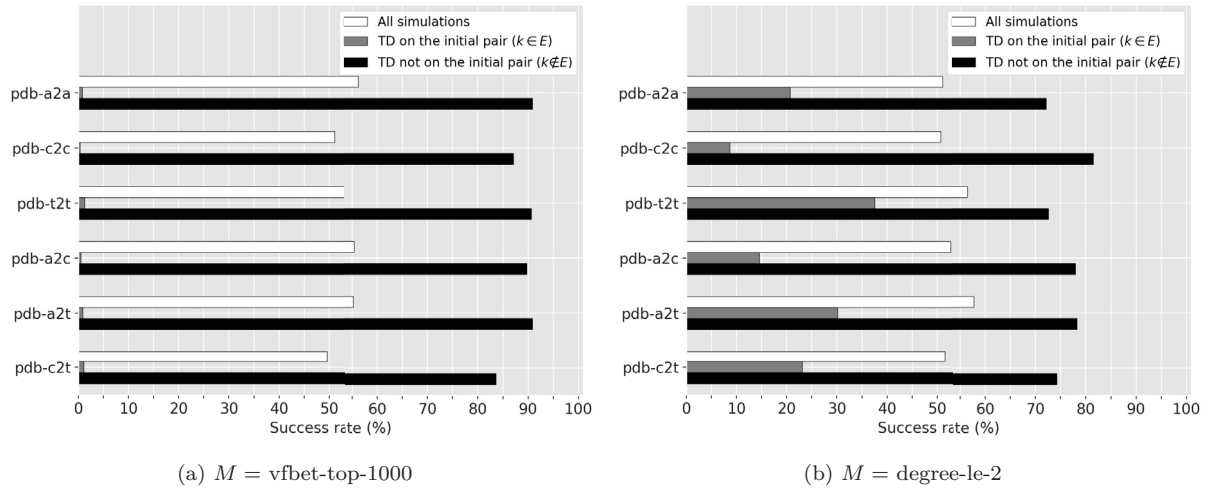 All simulations
TD on the initial pair (k ∈ E)
TD not on the initial pair (k∉E)
pdb-a2a
pdb-c2c
pdb-t2t
pdb-a2c
pdb-a2t
pdb-c2t
0 10 20 30 40 50 60 70 80 90 100
Success rate (%)
(a) M = vfbet-top-1000
All simulations
TD on the initial pair (k ∈ E)
TD not on the initial pair (k∉E)
pdb-a2a
pdb-c2c
pdb-t2t
pdb-a2c
pdb-a2t
pdb-c2t
0 10 20 30 40 50 60 70 80 90 100
Success rate (%)
(b) M = degree-le-2